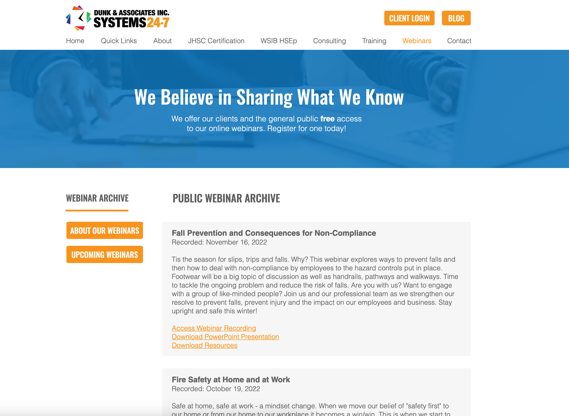 DUNK & ASSOCIATES INC.
SYSTEMS24-7
CLIENT LOGIN
BLOG
Home Quick Links About JHSC Certification WSIB HSEp Consulting Training Webinars Contact
We Believe in Sharing What We Know
We offer our clients and the general public free access
to our online webinars. Register for one today!
WEBINAR ARCHIVE
ABOUT OUR WEBINARS
UPCOMING WEBINARS
PUBLIC WEBINAR ARCHIVE
Fall Prevention and Consequences for Non-Compliance
Recorded: November 16, 2022
Tis the season for slips, trips and falls. Why? This webinar explores ways to prevent falls and
then how to deal with non-compliance by employees to the hazard controls put in place.
Footwear will be a big topic of discussion as well as handrails, pathways and walkways. Time
to tackle the ongoing problem and reduce the risk of falls. Are you with us? Want to engage
with a group of like-minded people? Join us and our professional team as we strengthen our
resolve to prevent falls, prevent injury and the impact on our employees and business. Stay
upright and safe this winter!
Access Webinar Recording
Download PowerPoint Presentation
Download Resources
Fire Safety at Home and at Work
Recorded: October 19, 2022
Safe at home, safe at work - a mindset change. When we move our belief of "safety first" to
our home or from our home to our workplace it becomes a win/win. This is when we start to